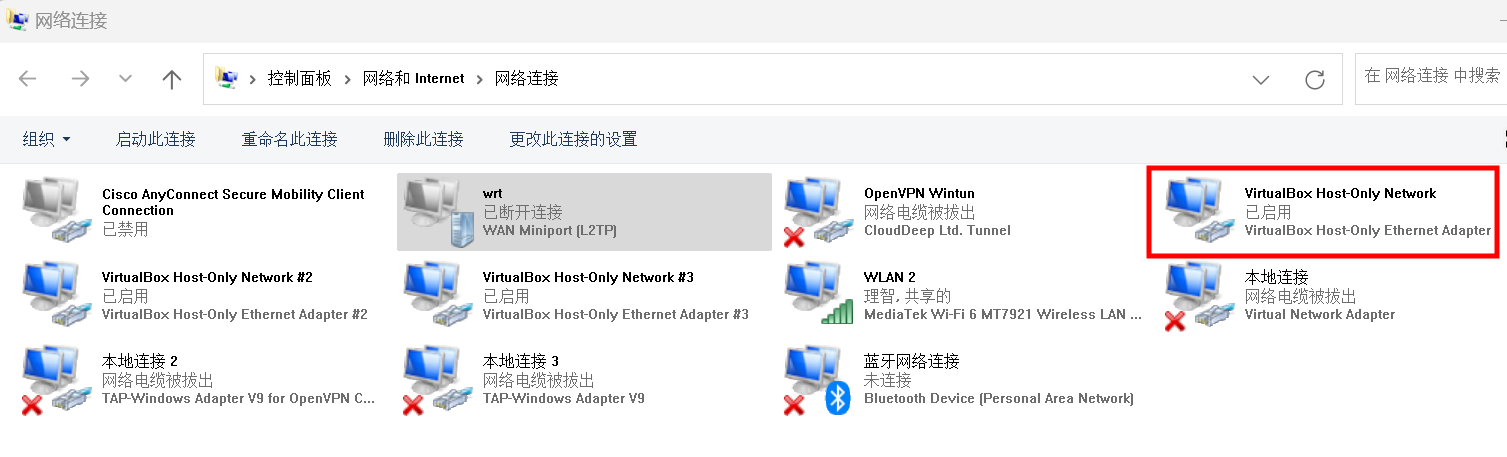 网络连接
控制面板 > 网络和 Internet > 网络连接
在 网络连接 中搜索
组织 启动此连接 重命名此连接 删除此连接 更改此连接的设置
Cisco AnyConnect Secure Mobility Client
Connection
已禁用
wrt
已断开连接
WAN Miniport (L2TP)
OpenVPN Wintun
网络电缆被拔出
CloudDeep Ltd. Tunnel
VirtualBox Host-Only Network
已启用
VirtualBox Host-Only Ethernet Adapter
VirtualBox Host-Only Network #2
已启用
VirtualBox Host-Only Ethernet Adapter #2
VirtualBox Host-Only Network #3
已启用
VirtualBox Host-Only Ethernet Adapter #3
WLAN 2
理智, 共享的
MediaTek Wi-Fi 6 MT7921 Wireless LAN ...
本地连接
网络电缆被拔出
Virtual Network Adapter
本地连接 2
网络电缆被拔出
TAP-Windows Adapter V9 for OpenVPN C...
本地连接 3
网络电缆被拔出
TAP-Windows Adapter V9
蓝牙网络连接
未连接
Bluetooth Device (Personal Area Network)